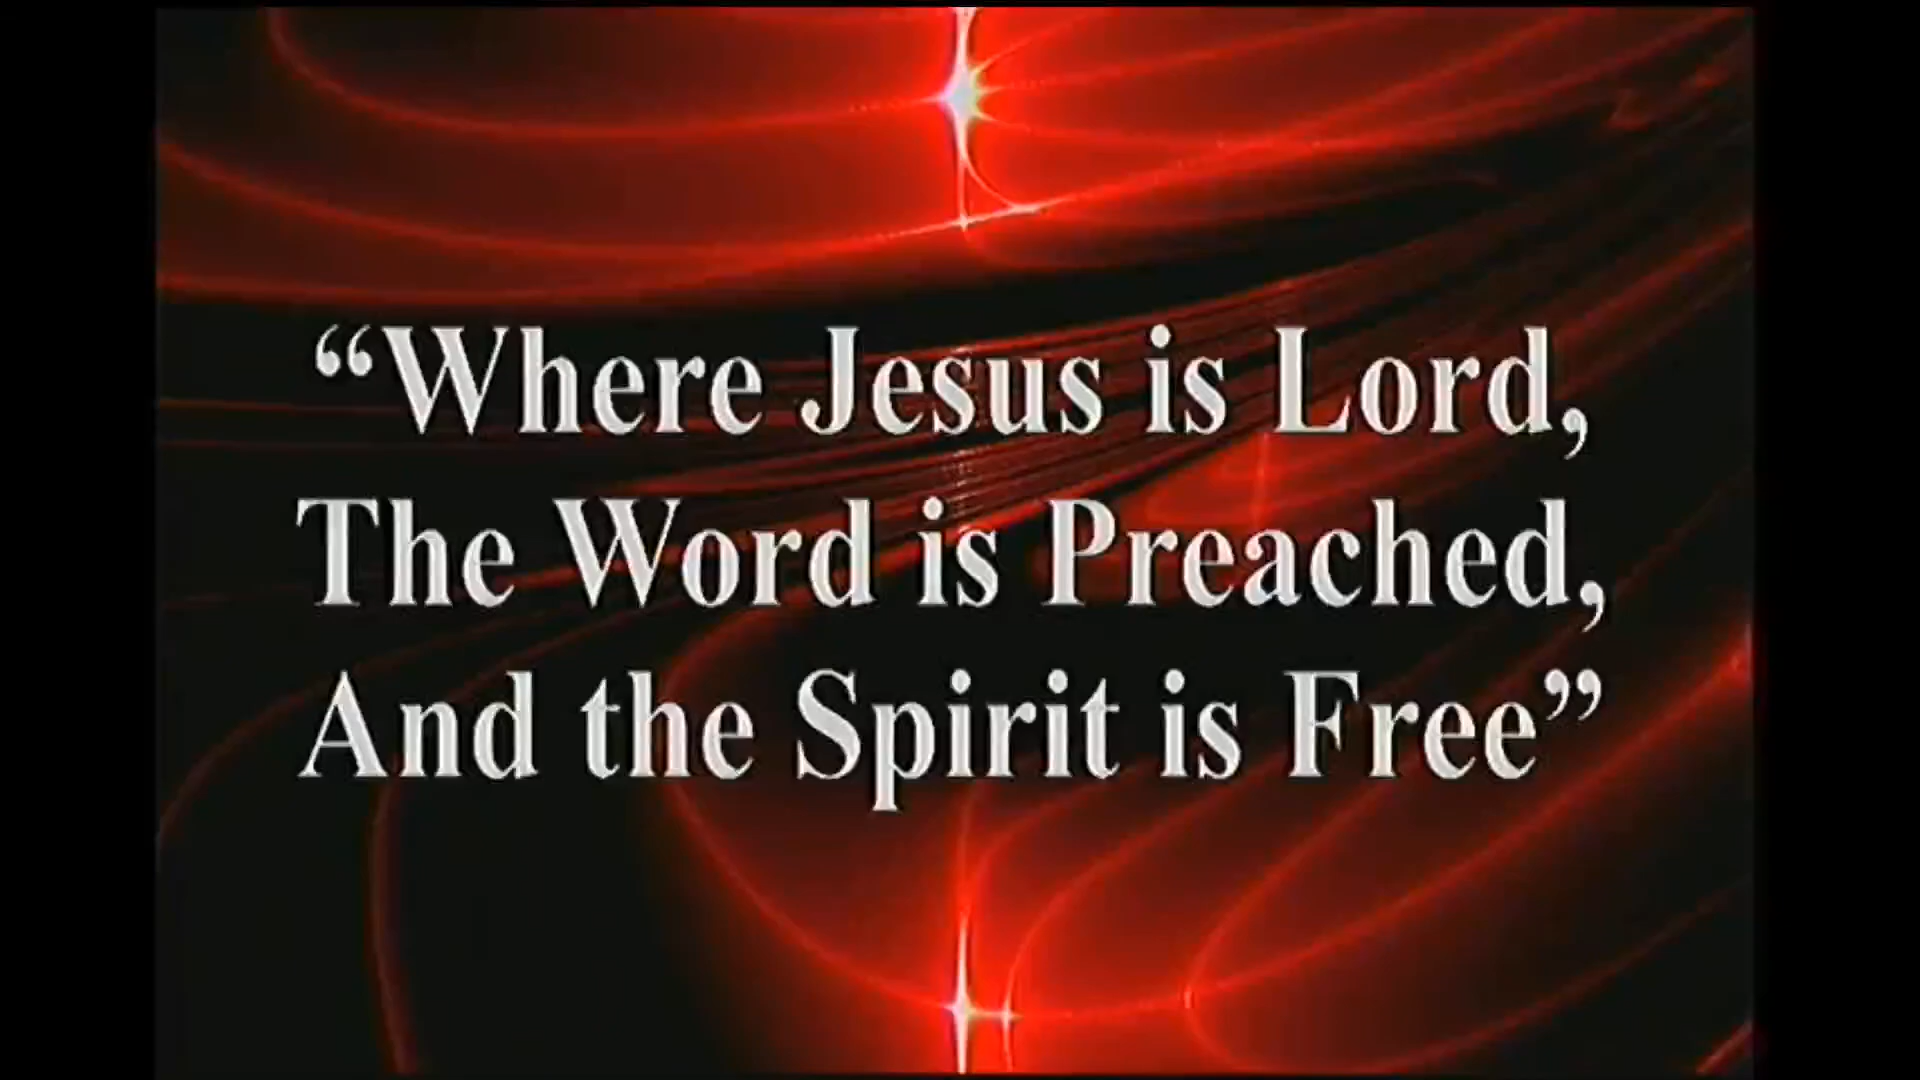 “Where Jesus is Lord,
The Word is Preached,
And the Spirit is Free”